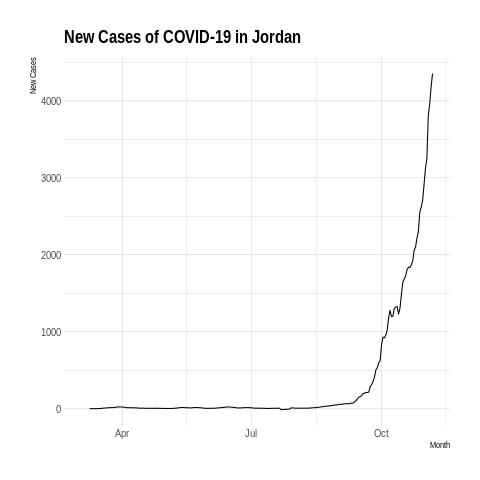 New Cases of COVID-19 in Jordan
New Cases
4000
3000
2000
1000
0
Apr Jul Oct
Month